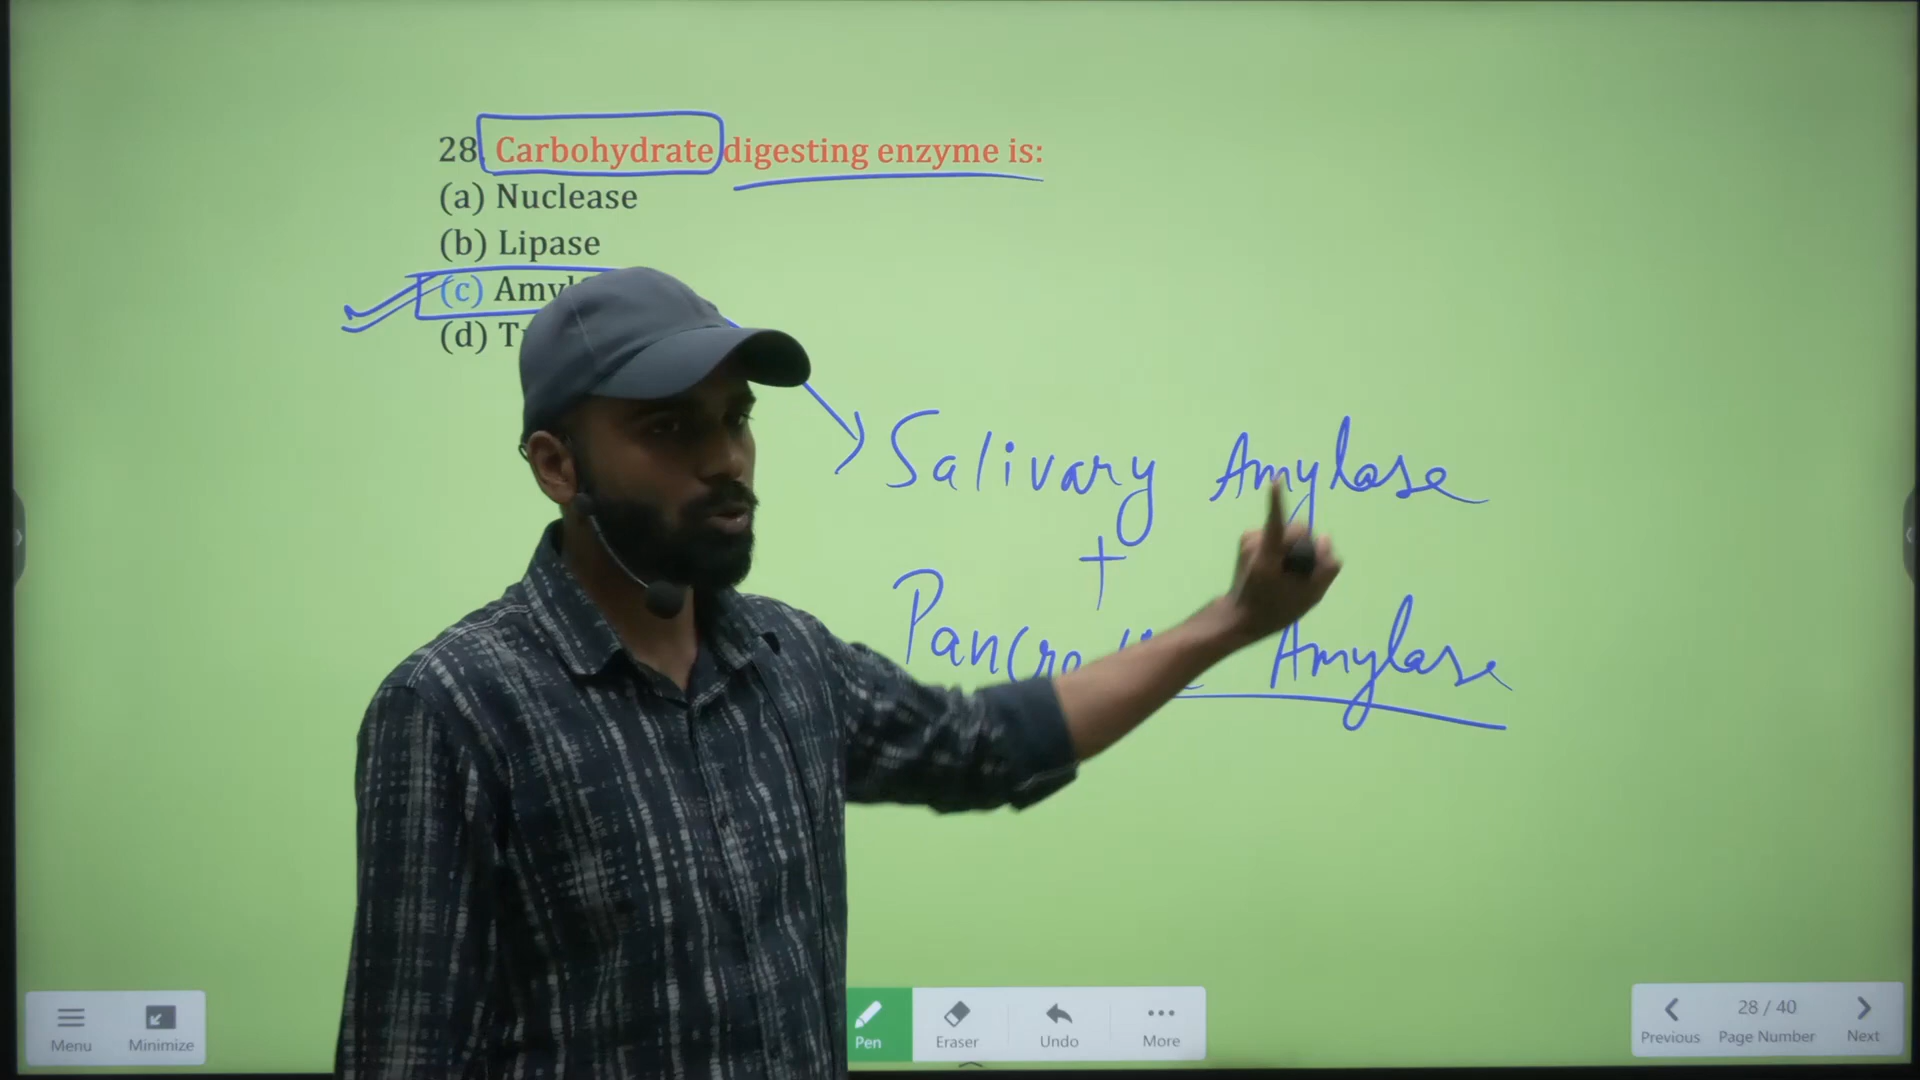 28. Carbohydrate digesting enzyme is:
(a) Nuclease
(b) Lipase
(c)
(d)
Salivary Amylase
+
Amylase
Menu
Minimize
Pen
Eraser
Undo
More
Previous
28 / 40
Page Number
Next